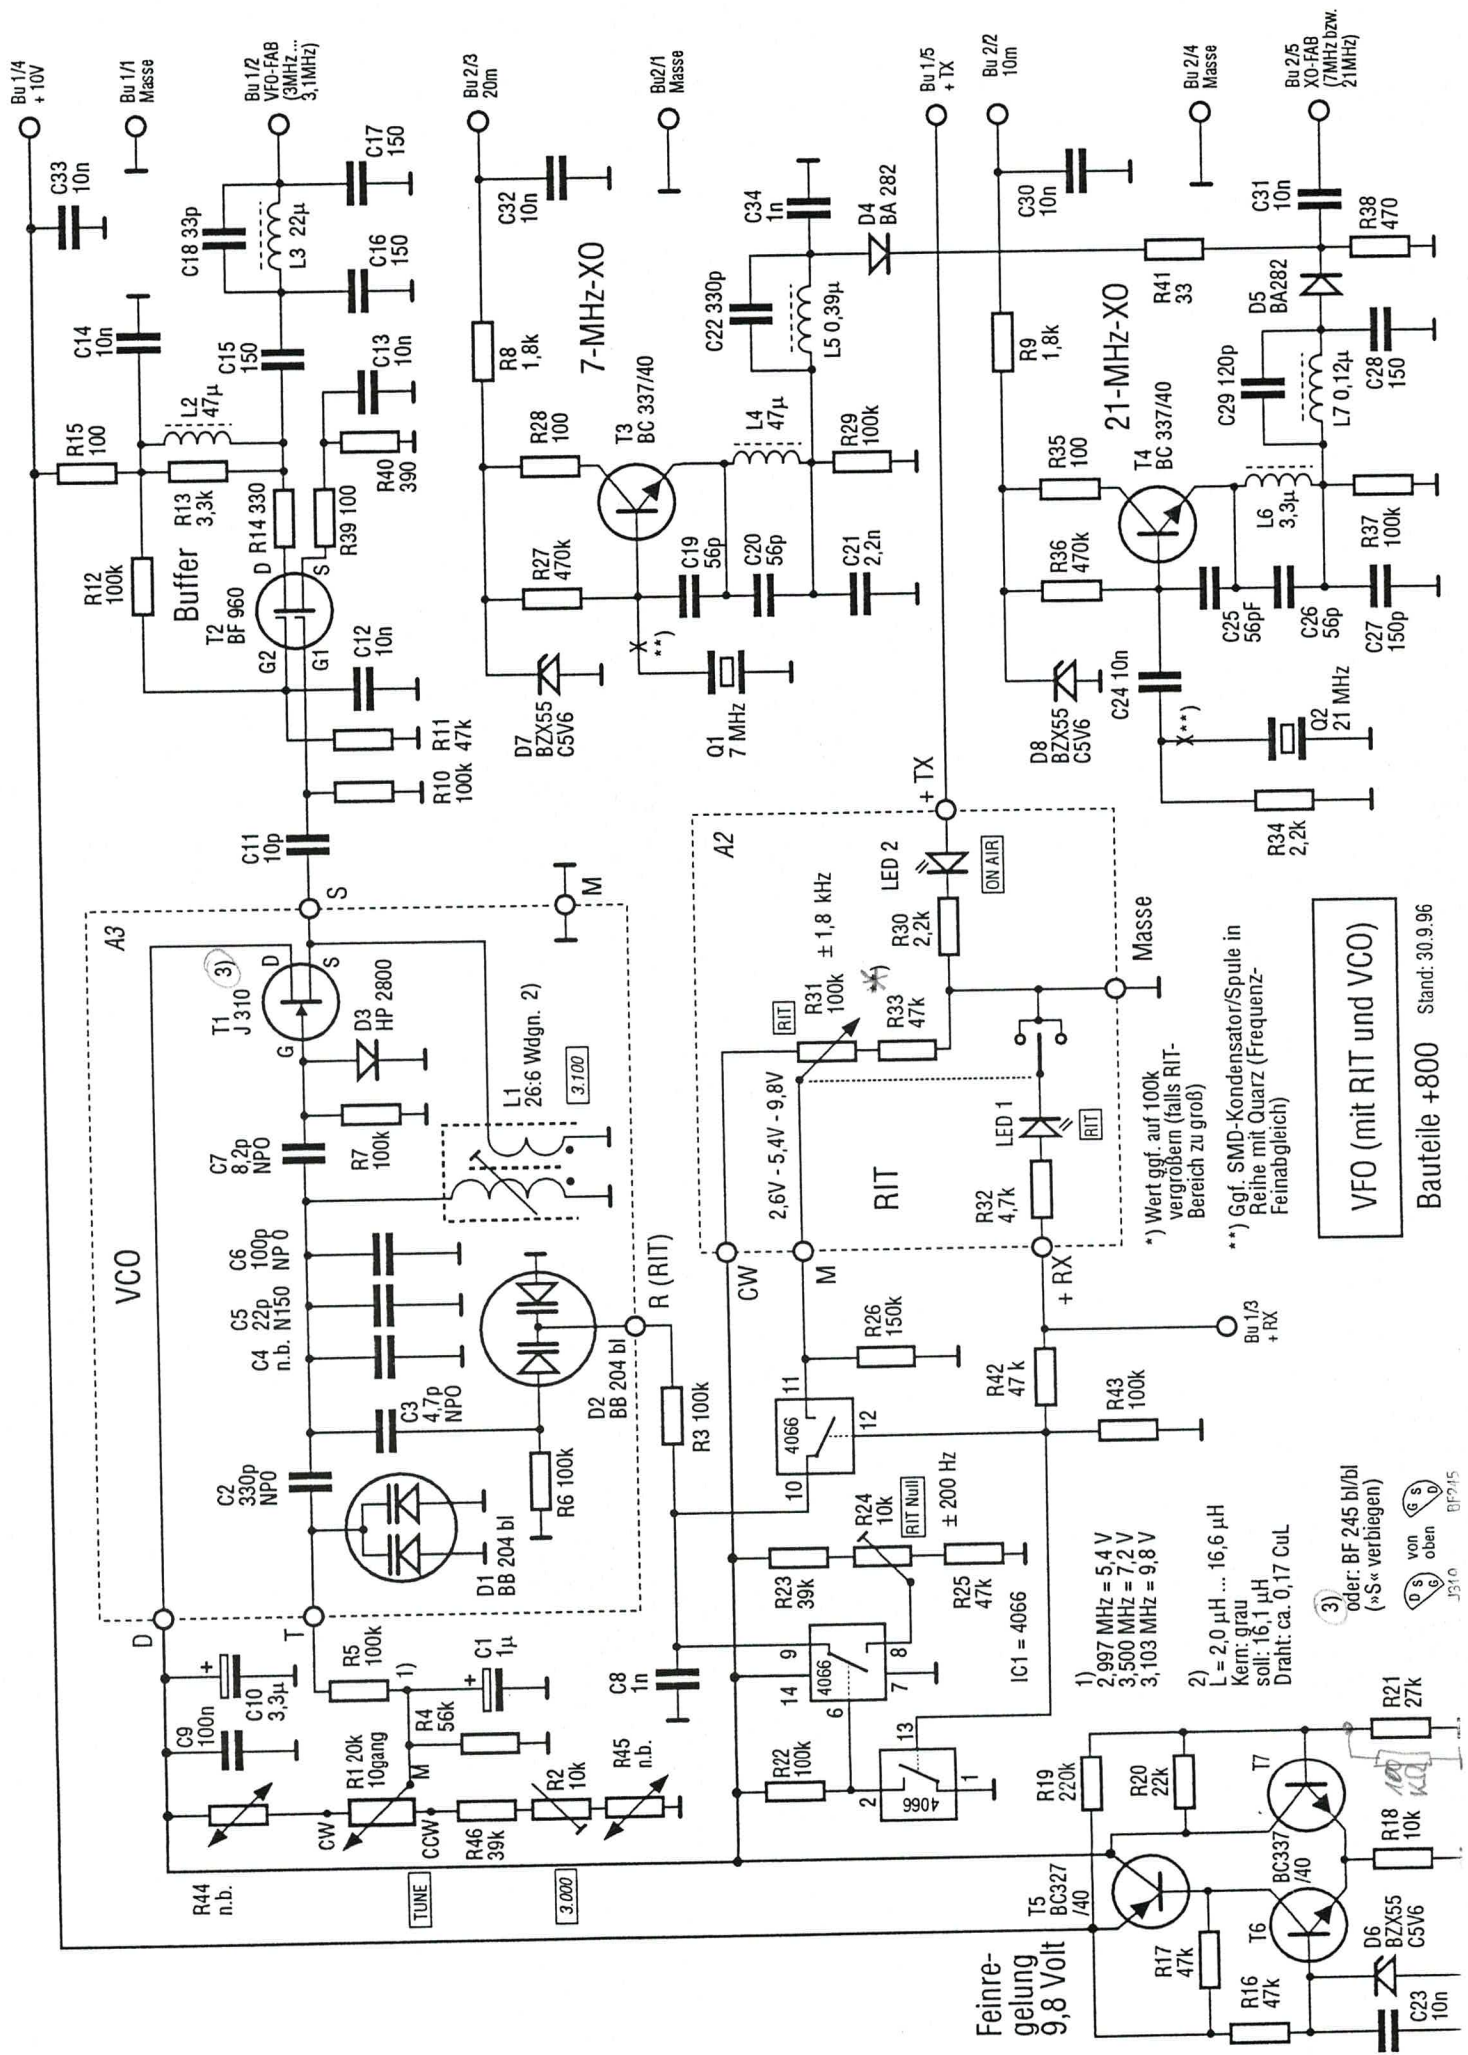 Bu 1/4
+ 10V
Bu 1/1
Masse
Bu 1/2
VFO-FAB
(3MHz ...
3,1MHz)
Bu 2/3
20m
Bu2/1
Masse
Bu 1/5
+ TX
Bu 2/2
10m
Bu 2/4
Masse
Bu 2/5
XO-FAB
(7MHz bzw.
21MHz)
C33
10n
C18 33p
L3 22µ
C17
150
C16
150
C14
10n
C15
150
C13
10n
R15
100
L2
47µ
R13
3,3k
R14 330
R39 100
R40
390
R12
100k
Buffer
T2
BF 960
D
S
G2
G1
C12
10n
R11
47k
R10
100k
C11
10p
C32
10n
R8
1,8k
7-MHz-XO
R28
100
T3
BC 337/40
R27
470k
C19
56p
C20
56p
C21
2,2n
L4
47µ
R29
100k
C22 330p
L5 0,39µ
C34
1n
D4
BA 282
D7
BZX55
C5V6
**)
Q1
7 MHz
C30
10n
R9
1,8k
21-MHz-XO
R41
33
D5
BA282
C31
10n
R38
470
C29 120p
L7 0,12µ
C28
150
R35
100
T4
BC 337/40
R36
470k
C25
56pF
C26
56p
C27
150p
L6
3,3µ
R37
100k
D8
BZX55
C5V6
C24 10n
**)
Q2
21 MHz
R34
2,2k
VCO
A3
S
M
T1
J 310
3)
D
S
G
D3
HP 2800
R7
100k
C7
8,2p
NPO
L1
26:6 Wdgn. 2)
3.100
C6
100p
NP 0
C5
22p
N150
C4
n.b.
C3
4,7p
NPO
C2
330p
NPO
D2
BB 204 bl
D1
BB 204 bl
R6 100k
R (RIT)
D
T
A2
+ TX
LED 2
ON AIR
R30
2,2k
± 1,8 kHz
RIT
R31
100k
R33
47k
2,6V - 5,4V - 9,8V
Masse
RIT
LED 1
RIT
R32
4,7k
CW
M
+ RX
Bu 1/3
+ RX
*) Wert ggf. auf 100k
vergrößern (falls RIT-
Bereich zu groß)
**) Ggf. SMD-Kondensator/Spule in
Reihe mit Quarz (Frequenz-
Feinabgleich)
VFO (mit RIT und VCO)
Bauteile +800
Stand: 30.9.96
R3 100k
R26
150k
R42
47 k
R43
100k
4066
10
11
12
R24
10k
RIT Null
± 200 Hz
R23
39k
R25
47k
C8
1n
4066
14
9
8
7
6
R22
100k
4066
13
2
1
IC1 = 4066
C9
100n
C10
3,3µ
+
R5
100k
1)
C1
1µ
+
R4
56k
R1 20k
10gang
M
CW
CCW
R46
39k
R2
10k
R45
n.b.
R44
n.b.
TUNE
3.000
1)
2,997 MHz = 5,4 V
3,500 MHz = 7,2 V
3,103 MHz = 9,8 V
2)
L = 2,0 µH ... 16,6 µH
Kern: grau
soll: 16,1 µH
Draht: ca. 0,17 CuL
3)
oder: BF 245 bl/bl
(»S« verbiegen)
D S G
von
oben
G S D
J310
BF245
Feinre-
gelung
9,8 Volt
T5
BC327
/40
R19
220k
R20
22k
T7
BC337
/40
T6
R21
27k
100
KΩ
R18
10k
R17
47k
R16
47k
D6
BZX55
C5V6
C23
10n